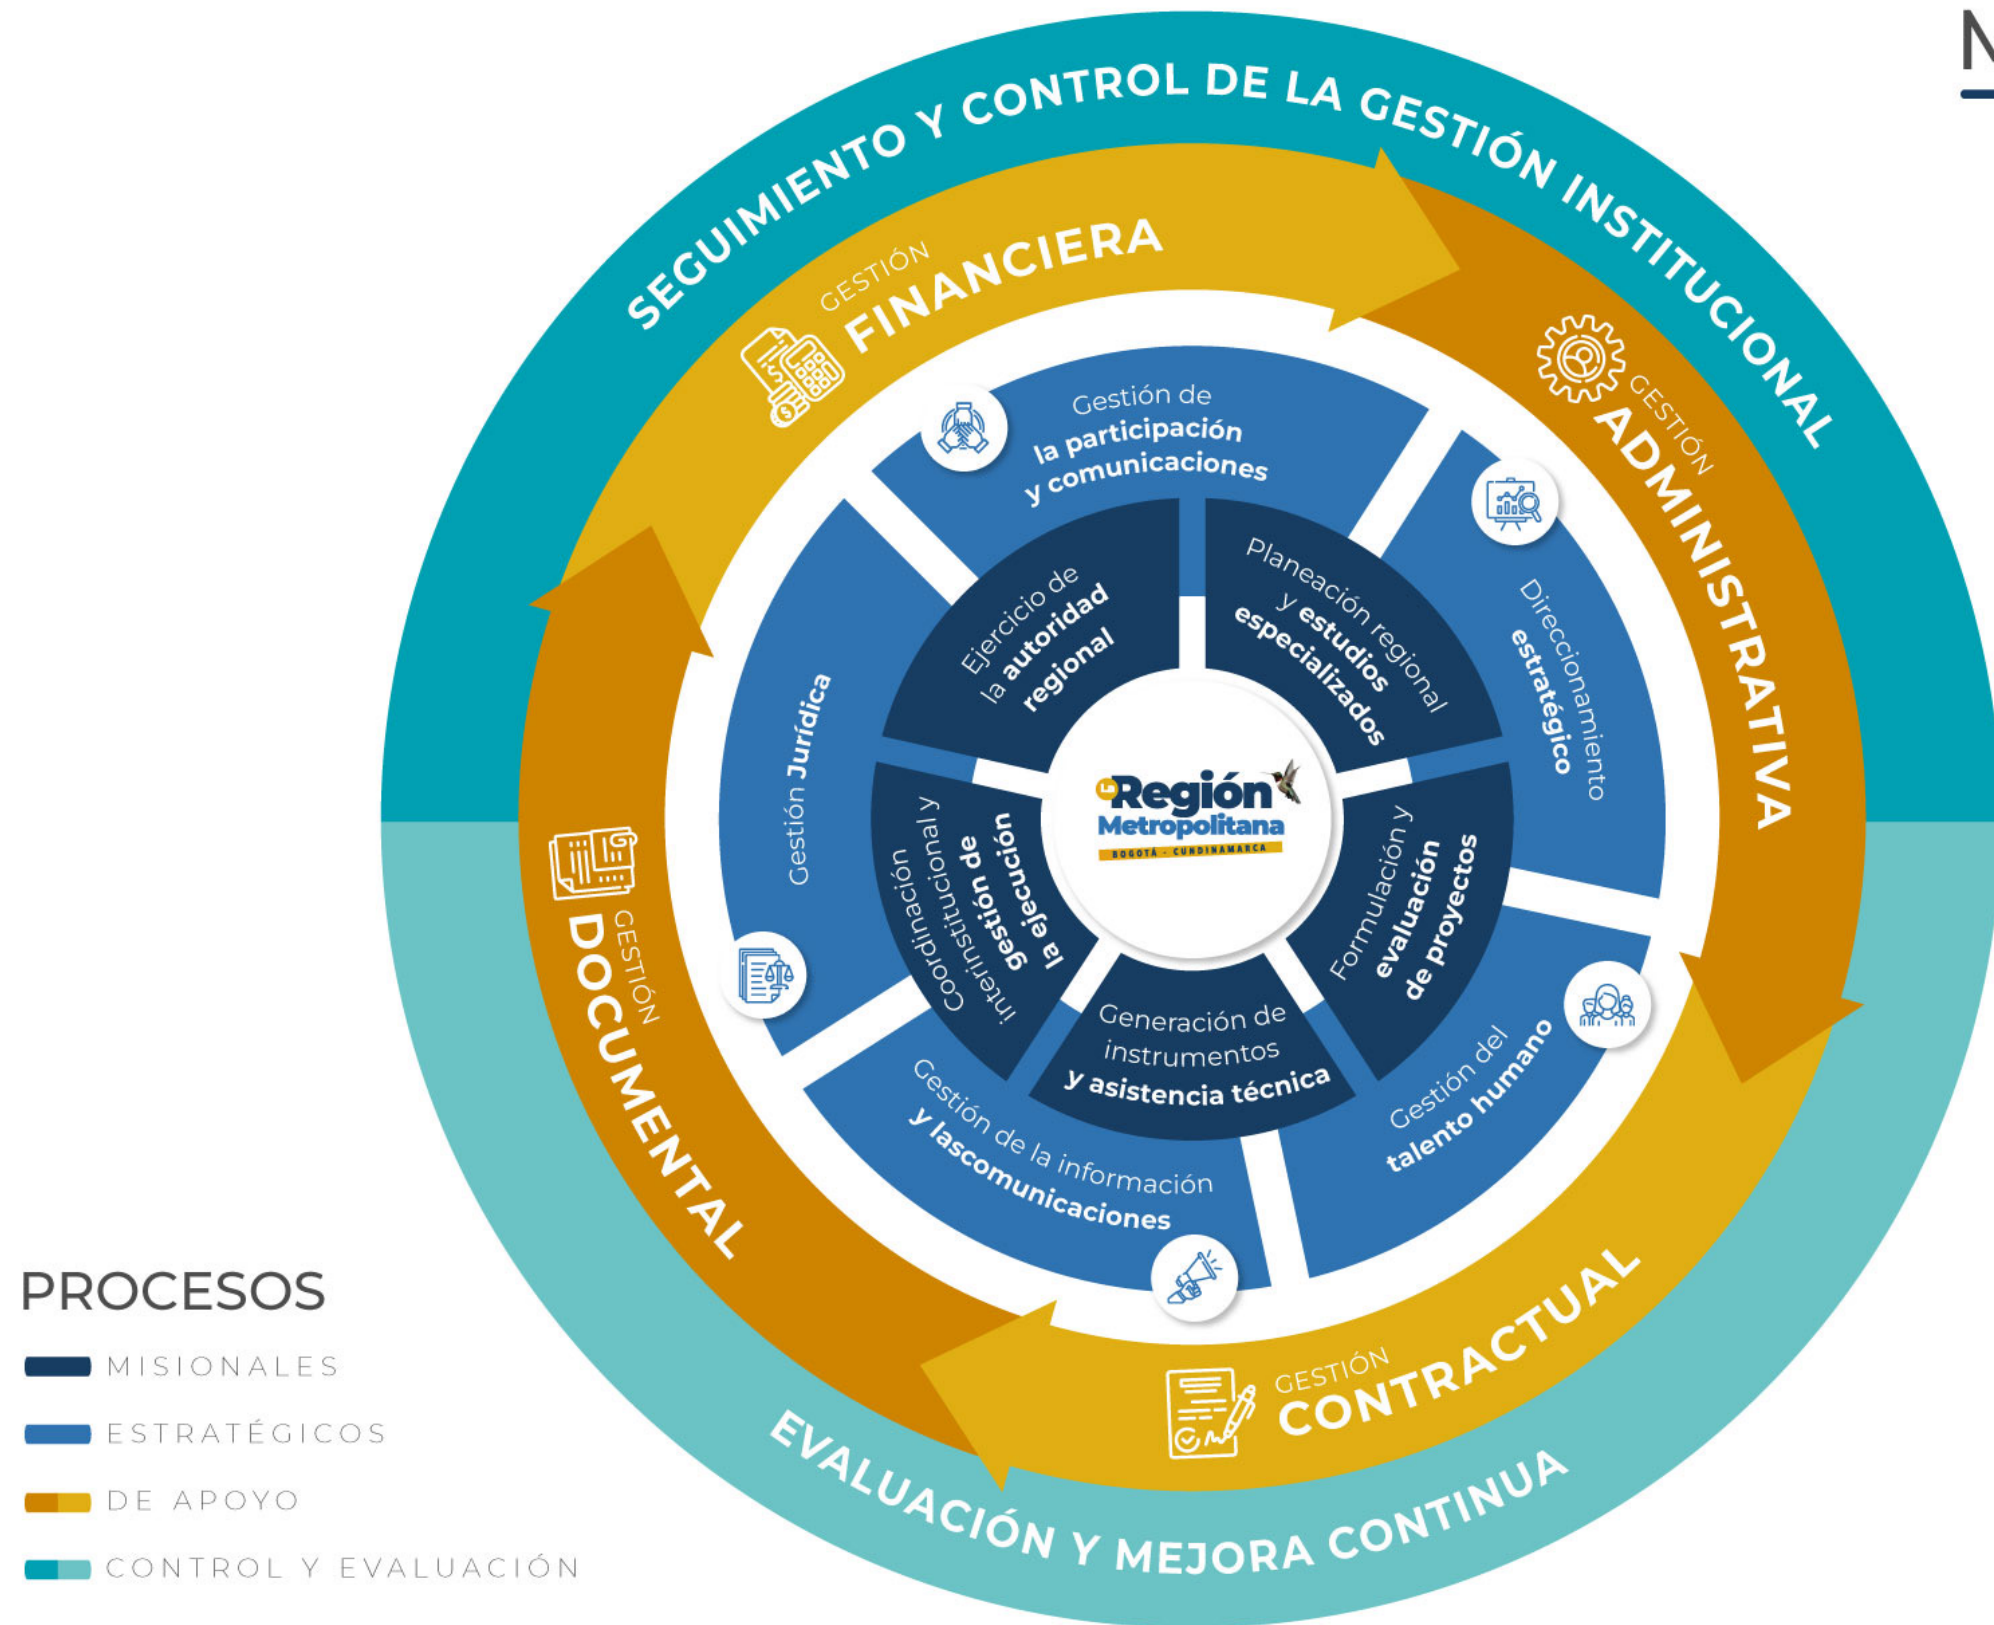 SEGUIMIENTO Y CONTROL DE LA GESTIÓN INSTITUCIONAL
GESTIÓN
FINANCIERA
GESTIÓN
ADMINISTRATIVA
GESTIÓN
CONTRACTUAL
GESTIÓN
DOCUMENTAL
Gestión de
la participación
y comunicaciones
Direccionamiento
estratégico
Gestión del
talento humano
Gestión de la información
y lascomunicaciones
Gestión Jurídica
Ejercicio de
la autoridad
regional
Planeación regional
y estudios
especializados
Formulación y
evaluación
de proyectos
Generación de
instrumentos
y asistencia técnica
Coordinación
interinstitucional y
gestión de
la ejecución
La Región
Metropolitana
BOGOTÁ - CUNDINAMARCA
EVALUACIÓN Y MEJORA CONTINUA
PROCESOS
MISIONALES
ESTRATÉGICOS
DE APOYO
CONTROL Y EVALUACIÓN